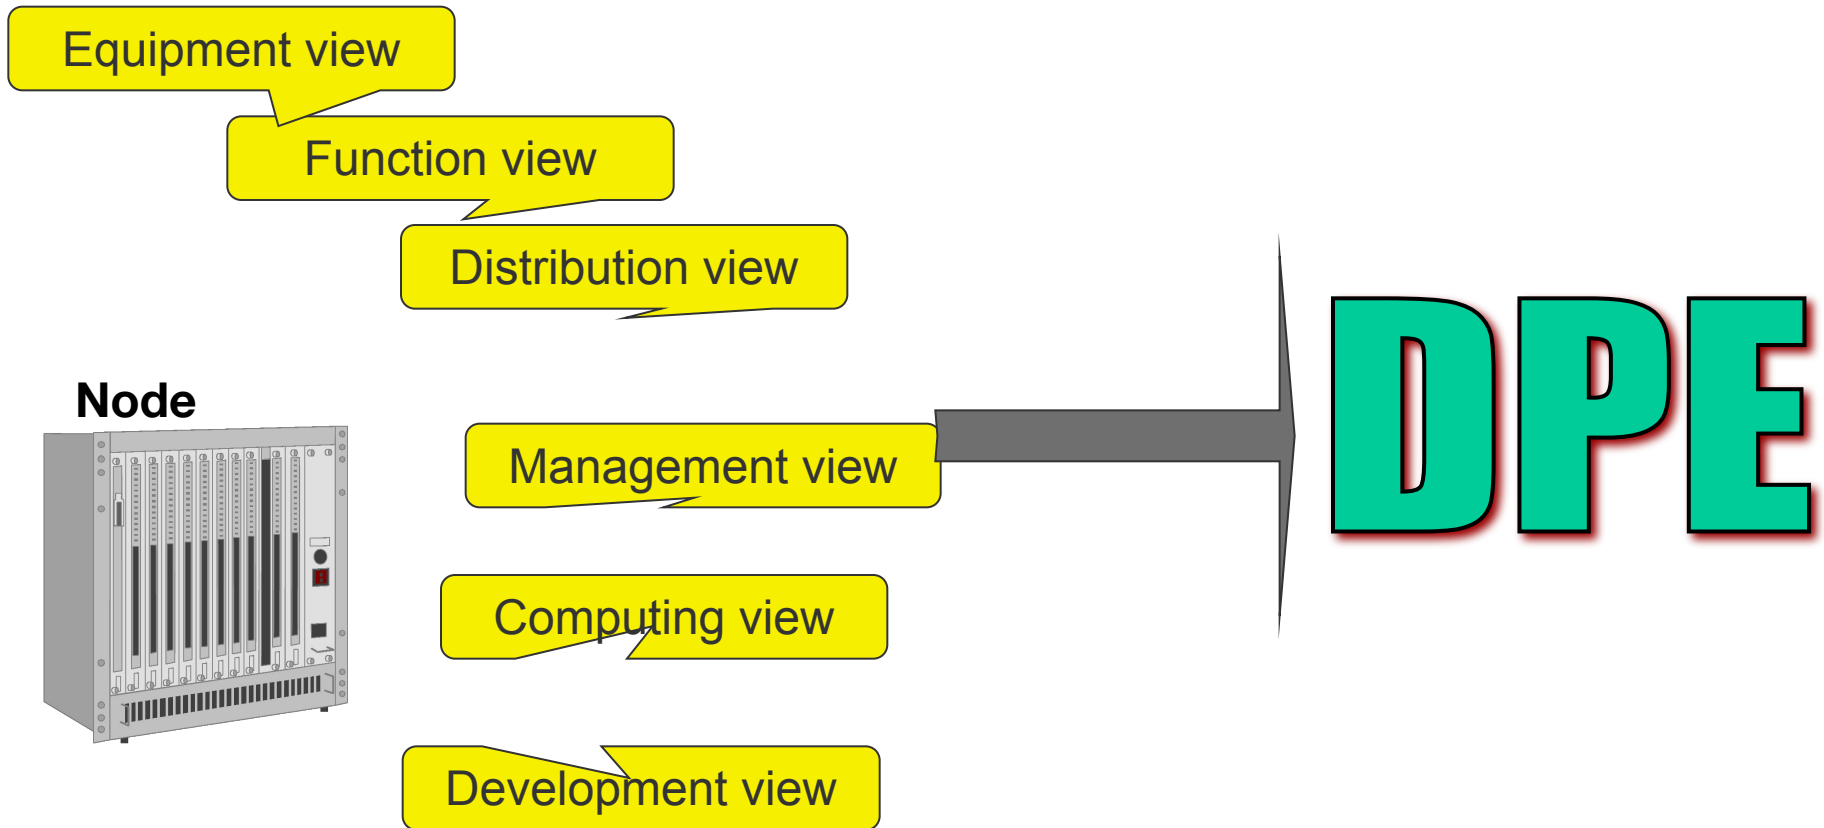 Equipment view
Function view
Distribution view
Node
Management view
Computing view
Development view
DPE